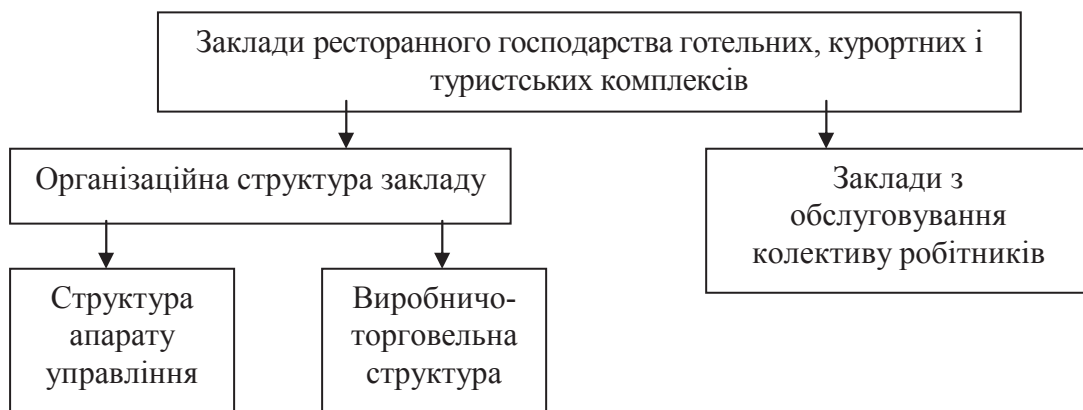 Заклади ресторанного господарства готельних, курортних і
туристських комплексів
Організаційна структура закладу
Заклади з
обслуговування
колективу робітників
Структура
апарату
управління
Виробничо-
торговельна
структура